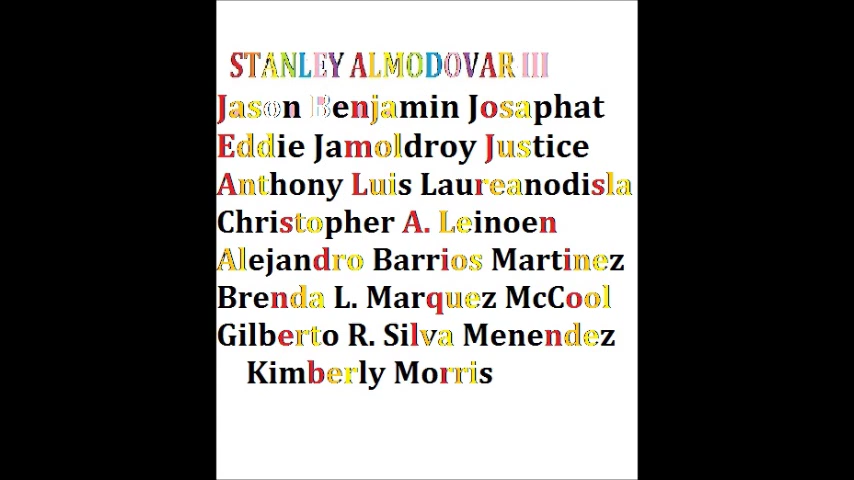 STANLEY ALMODOVAR III
Jason Benjamin Josaphat
Eddie Jamoldroy Justice
Anthony Luis Laureanodisla
Christopher A. Leinoen
Alejandro Barrios Martinez
Brenda L. Marquez McCool
Gilberto R. Silva Menendez
Kimberly Morris